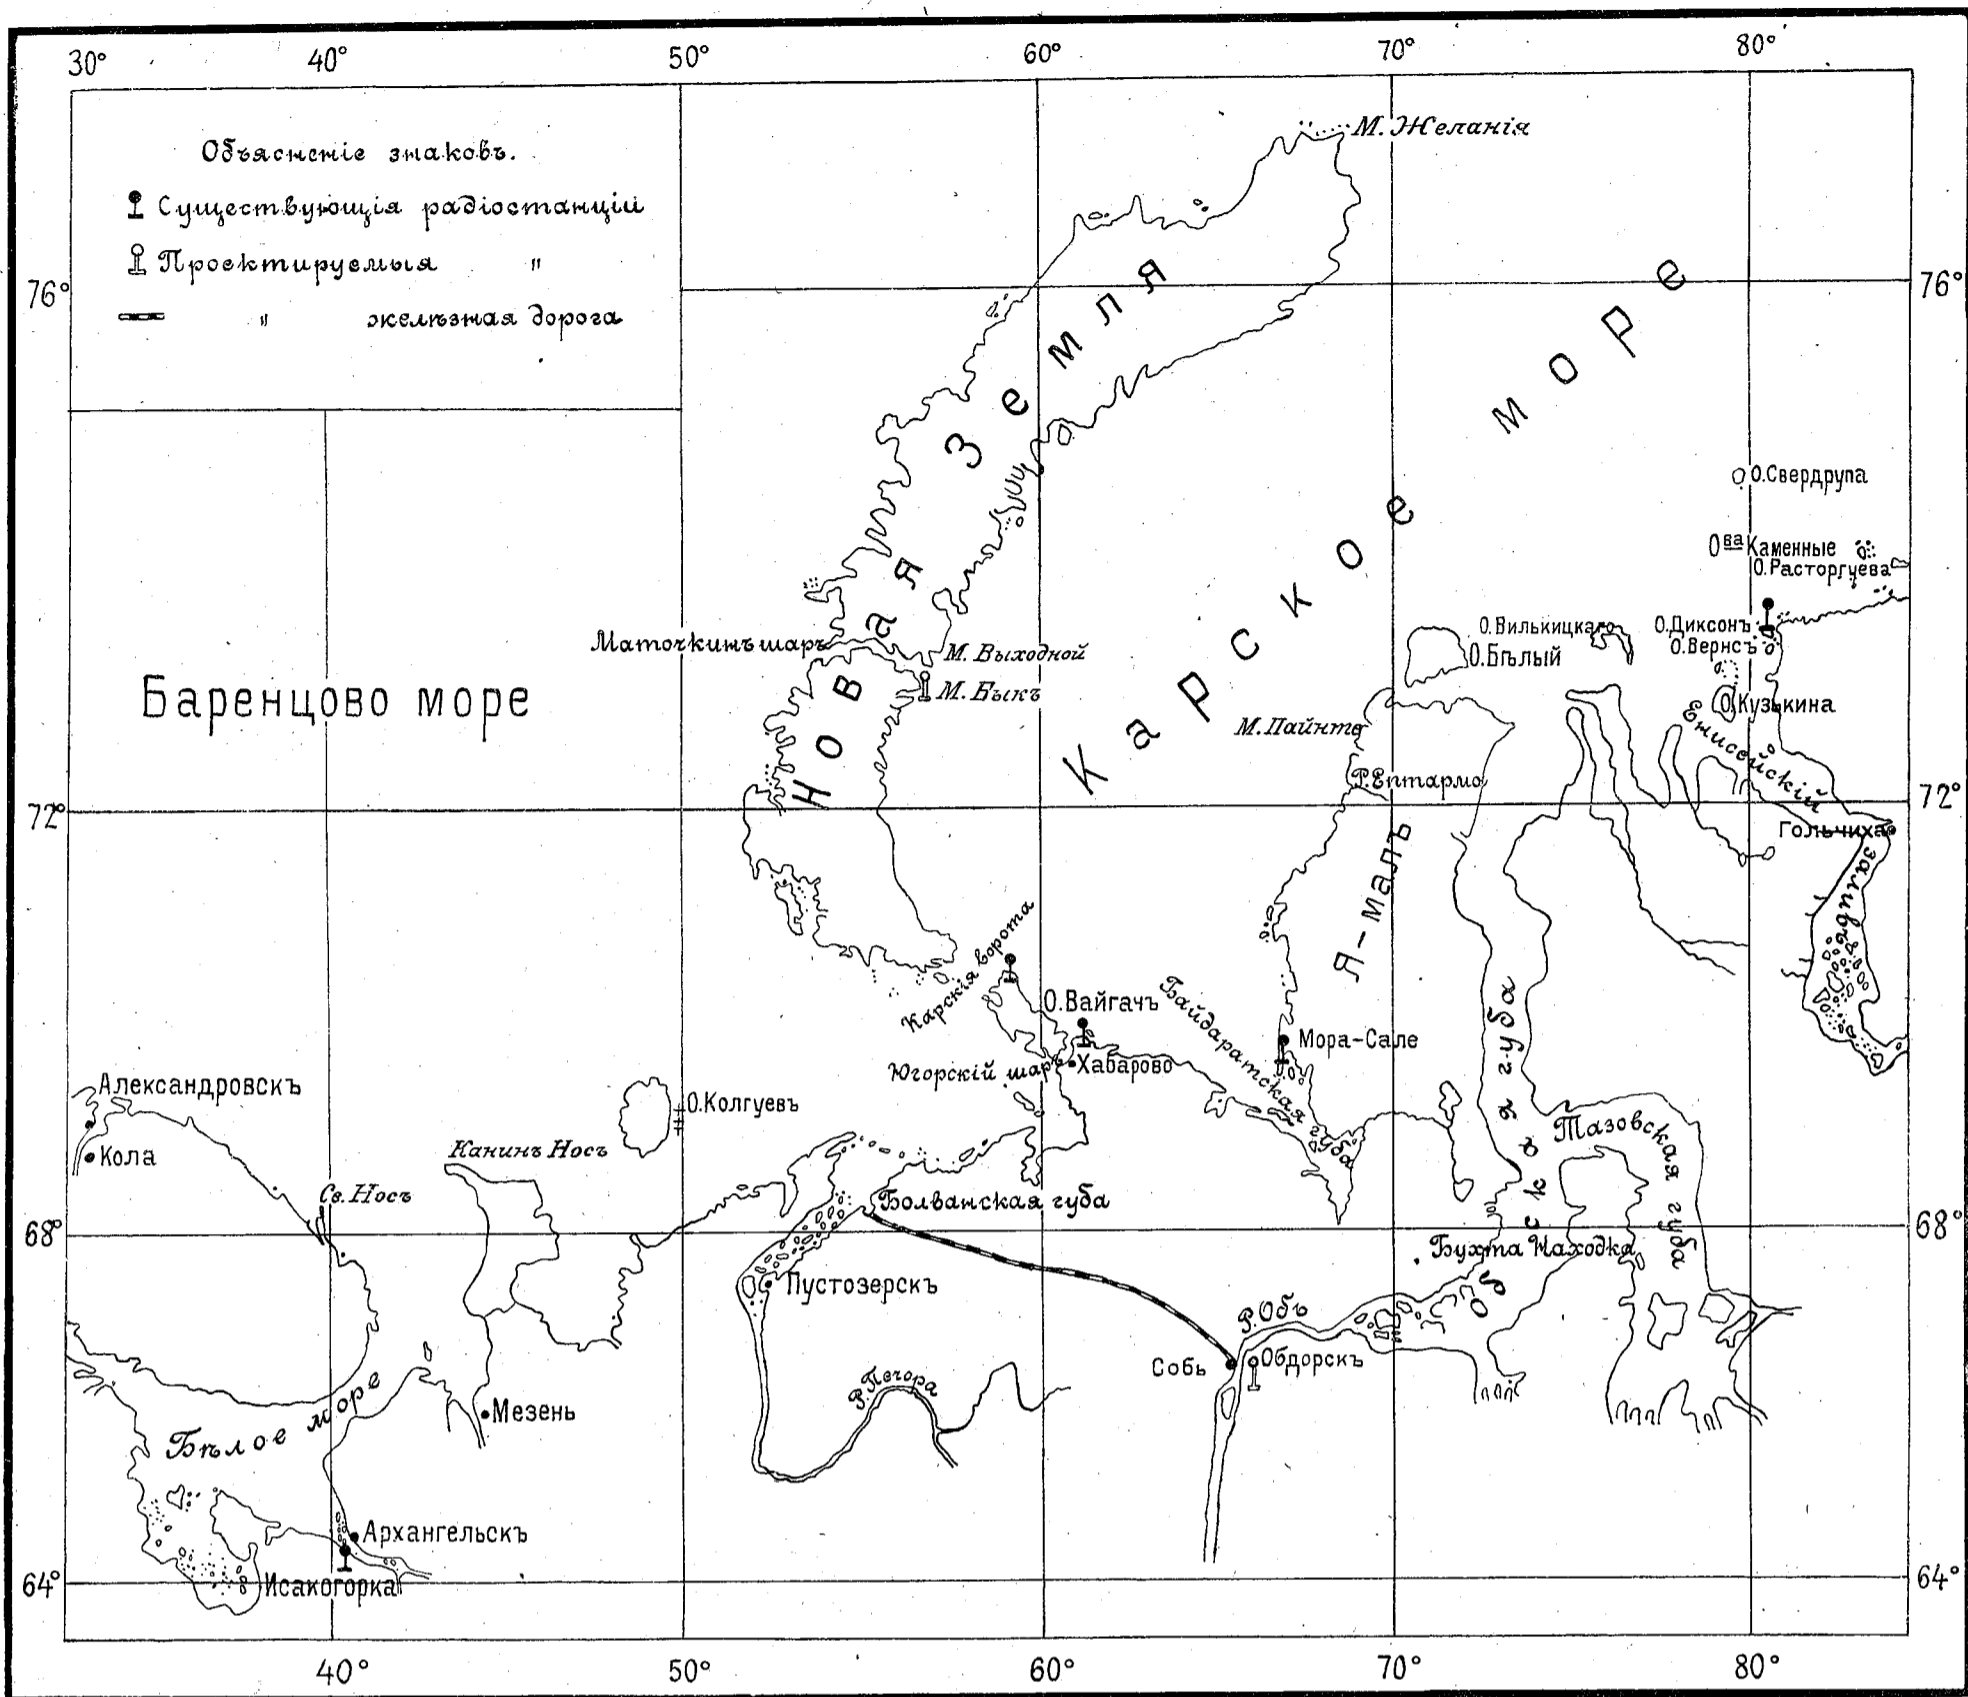 30° 40° 50° 60° 70° 80°
Объясненіе знаковъ.
Существующія радіостанціи
Проектируемыя "
" желѣзная дорога
М. Желанія
76° 76°
Новая Земля
Карское море
О.Свердрупа
Ова Каменные
О.Расторгуева
О.Вилькицкаго
О.Диксонъ
О.Вернсъ
О.Бѣлый
Маточкинъ шаръ
М. Выходной
М. Быкъ
Баренцово море
О.Кузькина
М. Пайнте
Енисейскій
заливъ
Р.Ептармо
72° 72°
Гольчиха
Я-малъ
Карскія ворота
О.Вайгачъ
Байдаратская губа
Мора-Сале
Югорскій шаръ
Хабарово
Александровскъ
О.Колгуевъ
Кола
Канинъ Носъ
Тазовская губа
Св. Носъ
Болванская губа
68° 68°
Обская губа
Бухта Находка
Пустозерскъ
Р.Обь
Собь
Обдорскъ
Р.Печора
Мезень
Бѣлое море
Архангельскъ
Исакогорка
64° 64°
40° 50° 60° 70° 80°